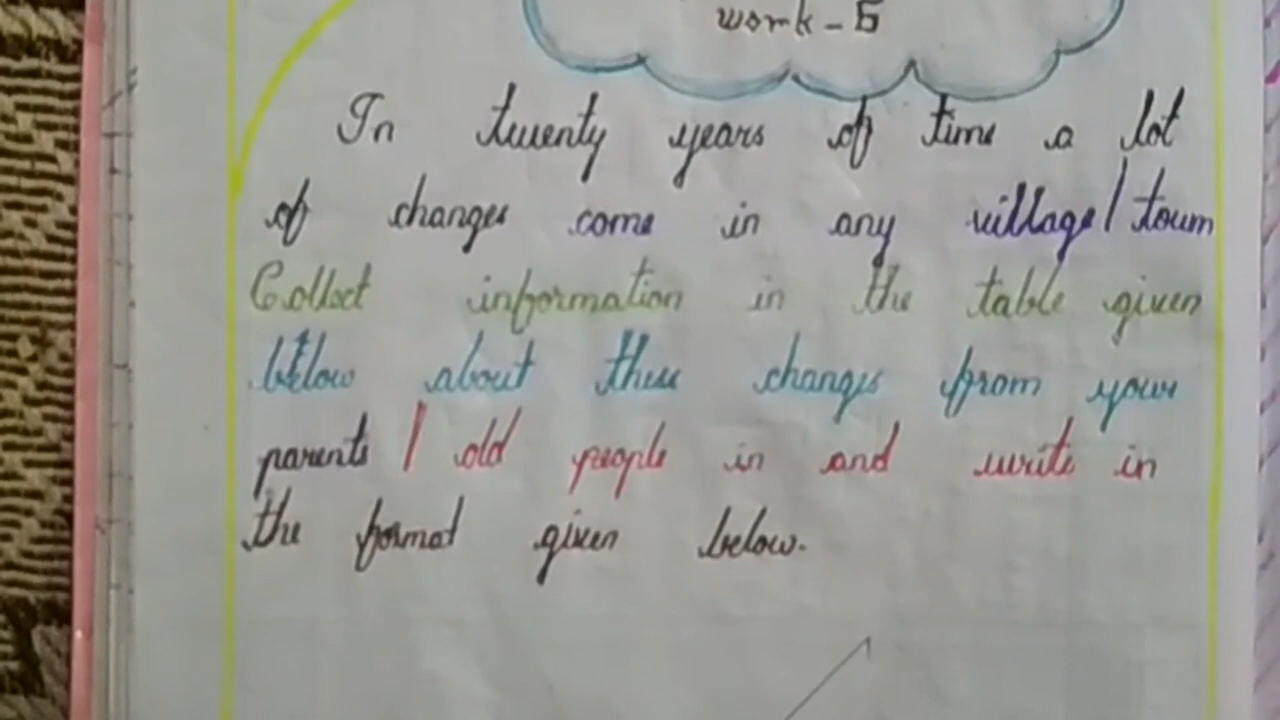 work - 5
In twenty years of time a lot
of changes come in any village / town
Collect information in the table given
below about these changes from your
parents / old people in and write in
the format given below.